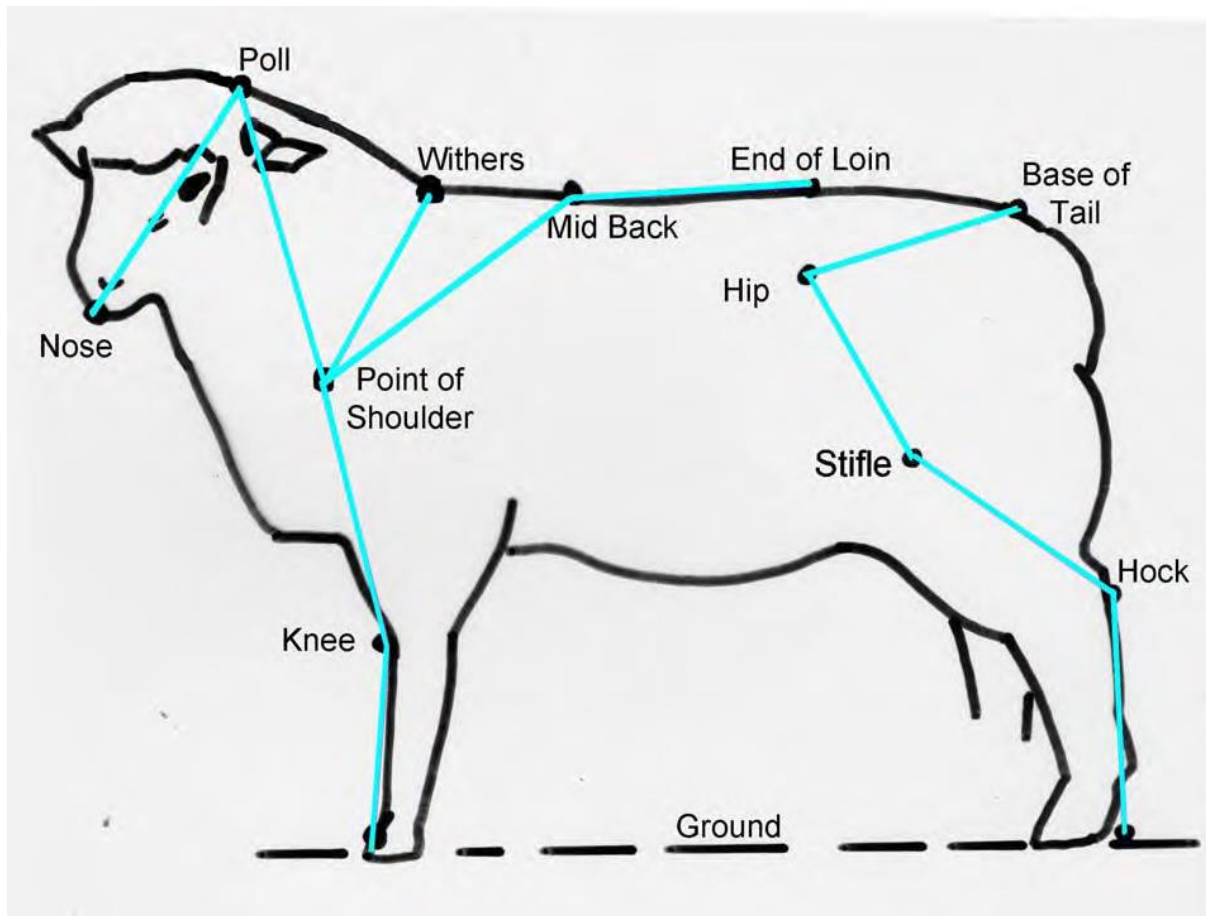 Poll
Withers
End of Loin
Base of
Tail
Mid Back
Hip
Nose
Point of
Shoulder
Stifle
Hock
Knee
Ground